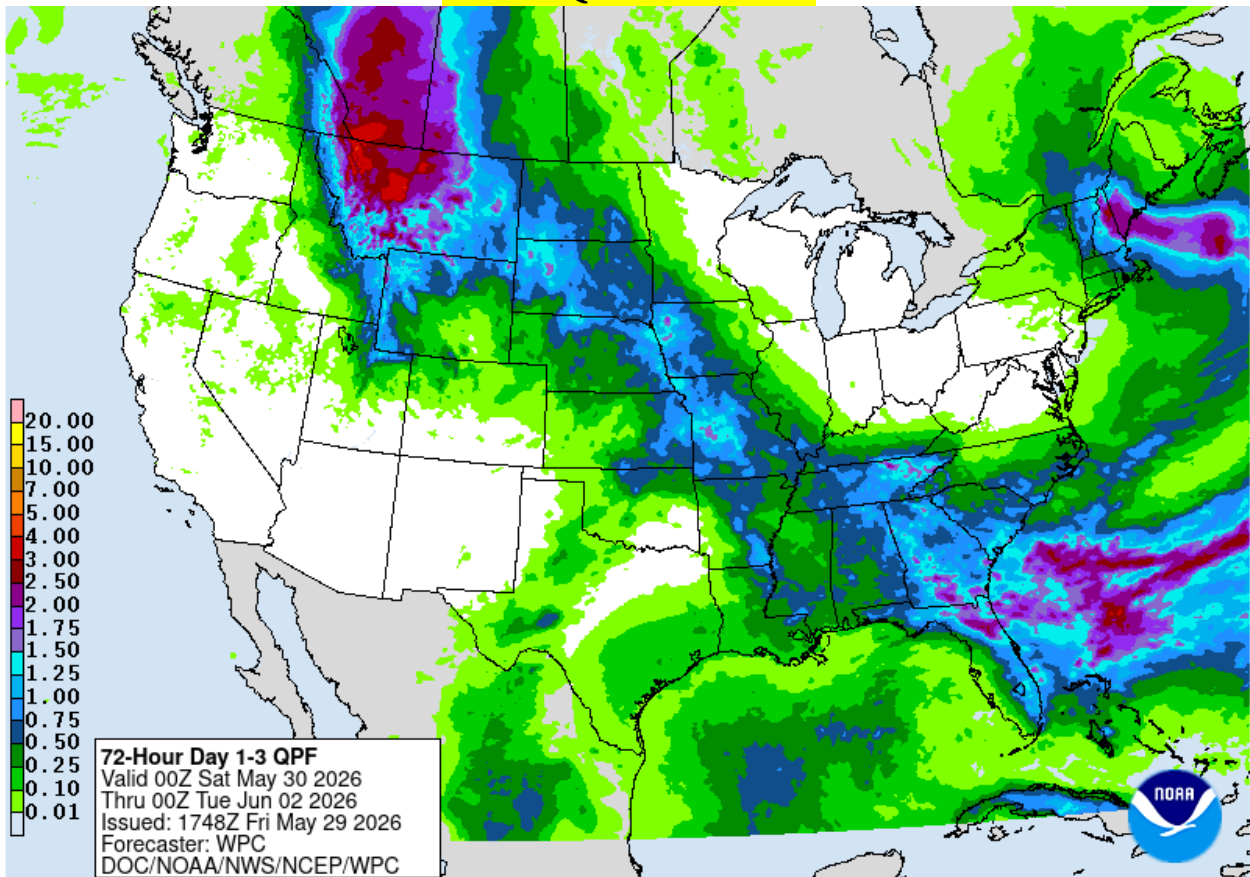 20.00
15.00
10.00
7.00
5.00
4.00
3.00
2.50
2.00
1.75
1.50
1.25
1.00
0.75
0.50
0.25
0.10
0.01
72-Hour Day 1-3 QPF
Valid 00Z Sat May 30 2026
Thru 00Z Tue Jun 02 2026
Issued: 1748Z Fri May 29 2026
Forecaster: WPC
DOC/NOAA/NWS/NCEP/WPC
NOAA